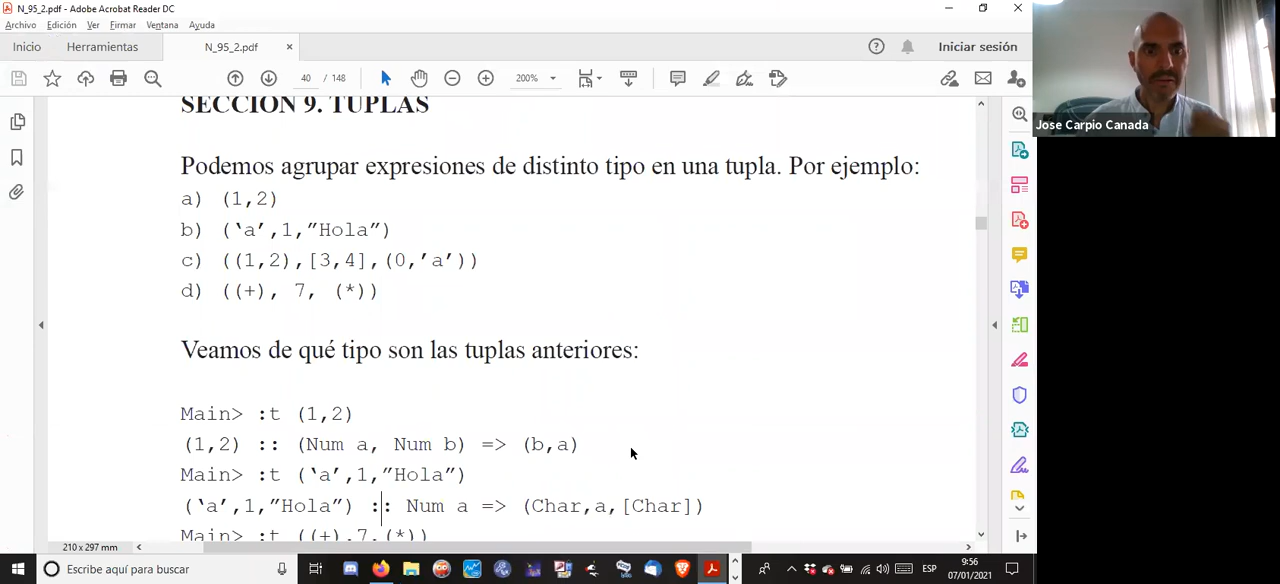 N_95_2.pdf - Adobe Acrobat Reader DC
Archivo Edición Ver Firmar Ventana Ayuda
Inicio Herramientas N_95_2.pdf × Iniciar sesión
40 / 148 200%
SECCIÓN 9. TUPLAS
Podemos agrupar expresiones de distinto tipo en una tupla. Por ejemplo:
a) (1,2)
b) (‘a’,1,”Hola”)
c) ((1,2),[3,4],(0,’a’))
d) ((+), 7, (*))
Veamos de qué tipo son las tuplas anteriores:
Main> :t (1,2)
(1,2) :: (Num a, Num b) => (b,a)
Main> :t (‘a’,1,”Hola”)
(‘a’,1,”Hola”) :: Num a => (Char,a,[Char])
Main> :t ((+),7,(*))
210 x 297 mm
Jose Carpio Canada
Escribe aquí para buscar
ESP
9:56
07/01/2021